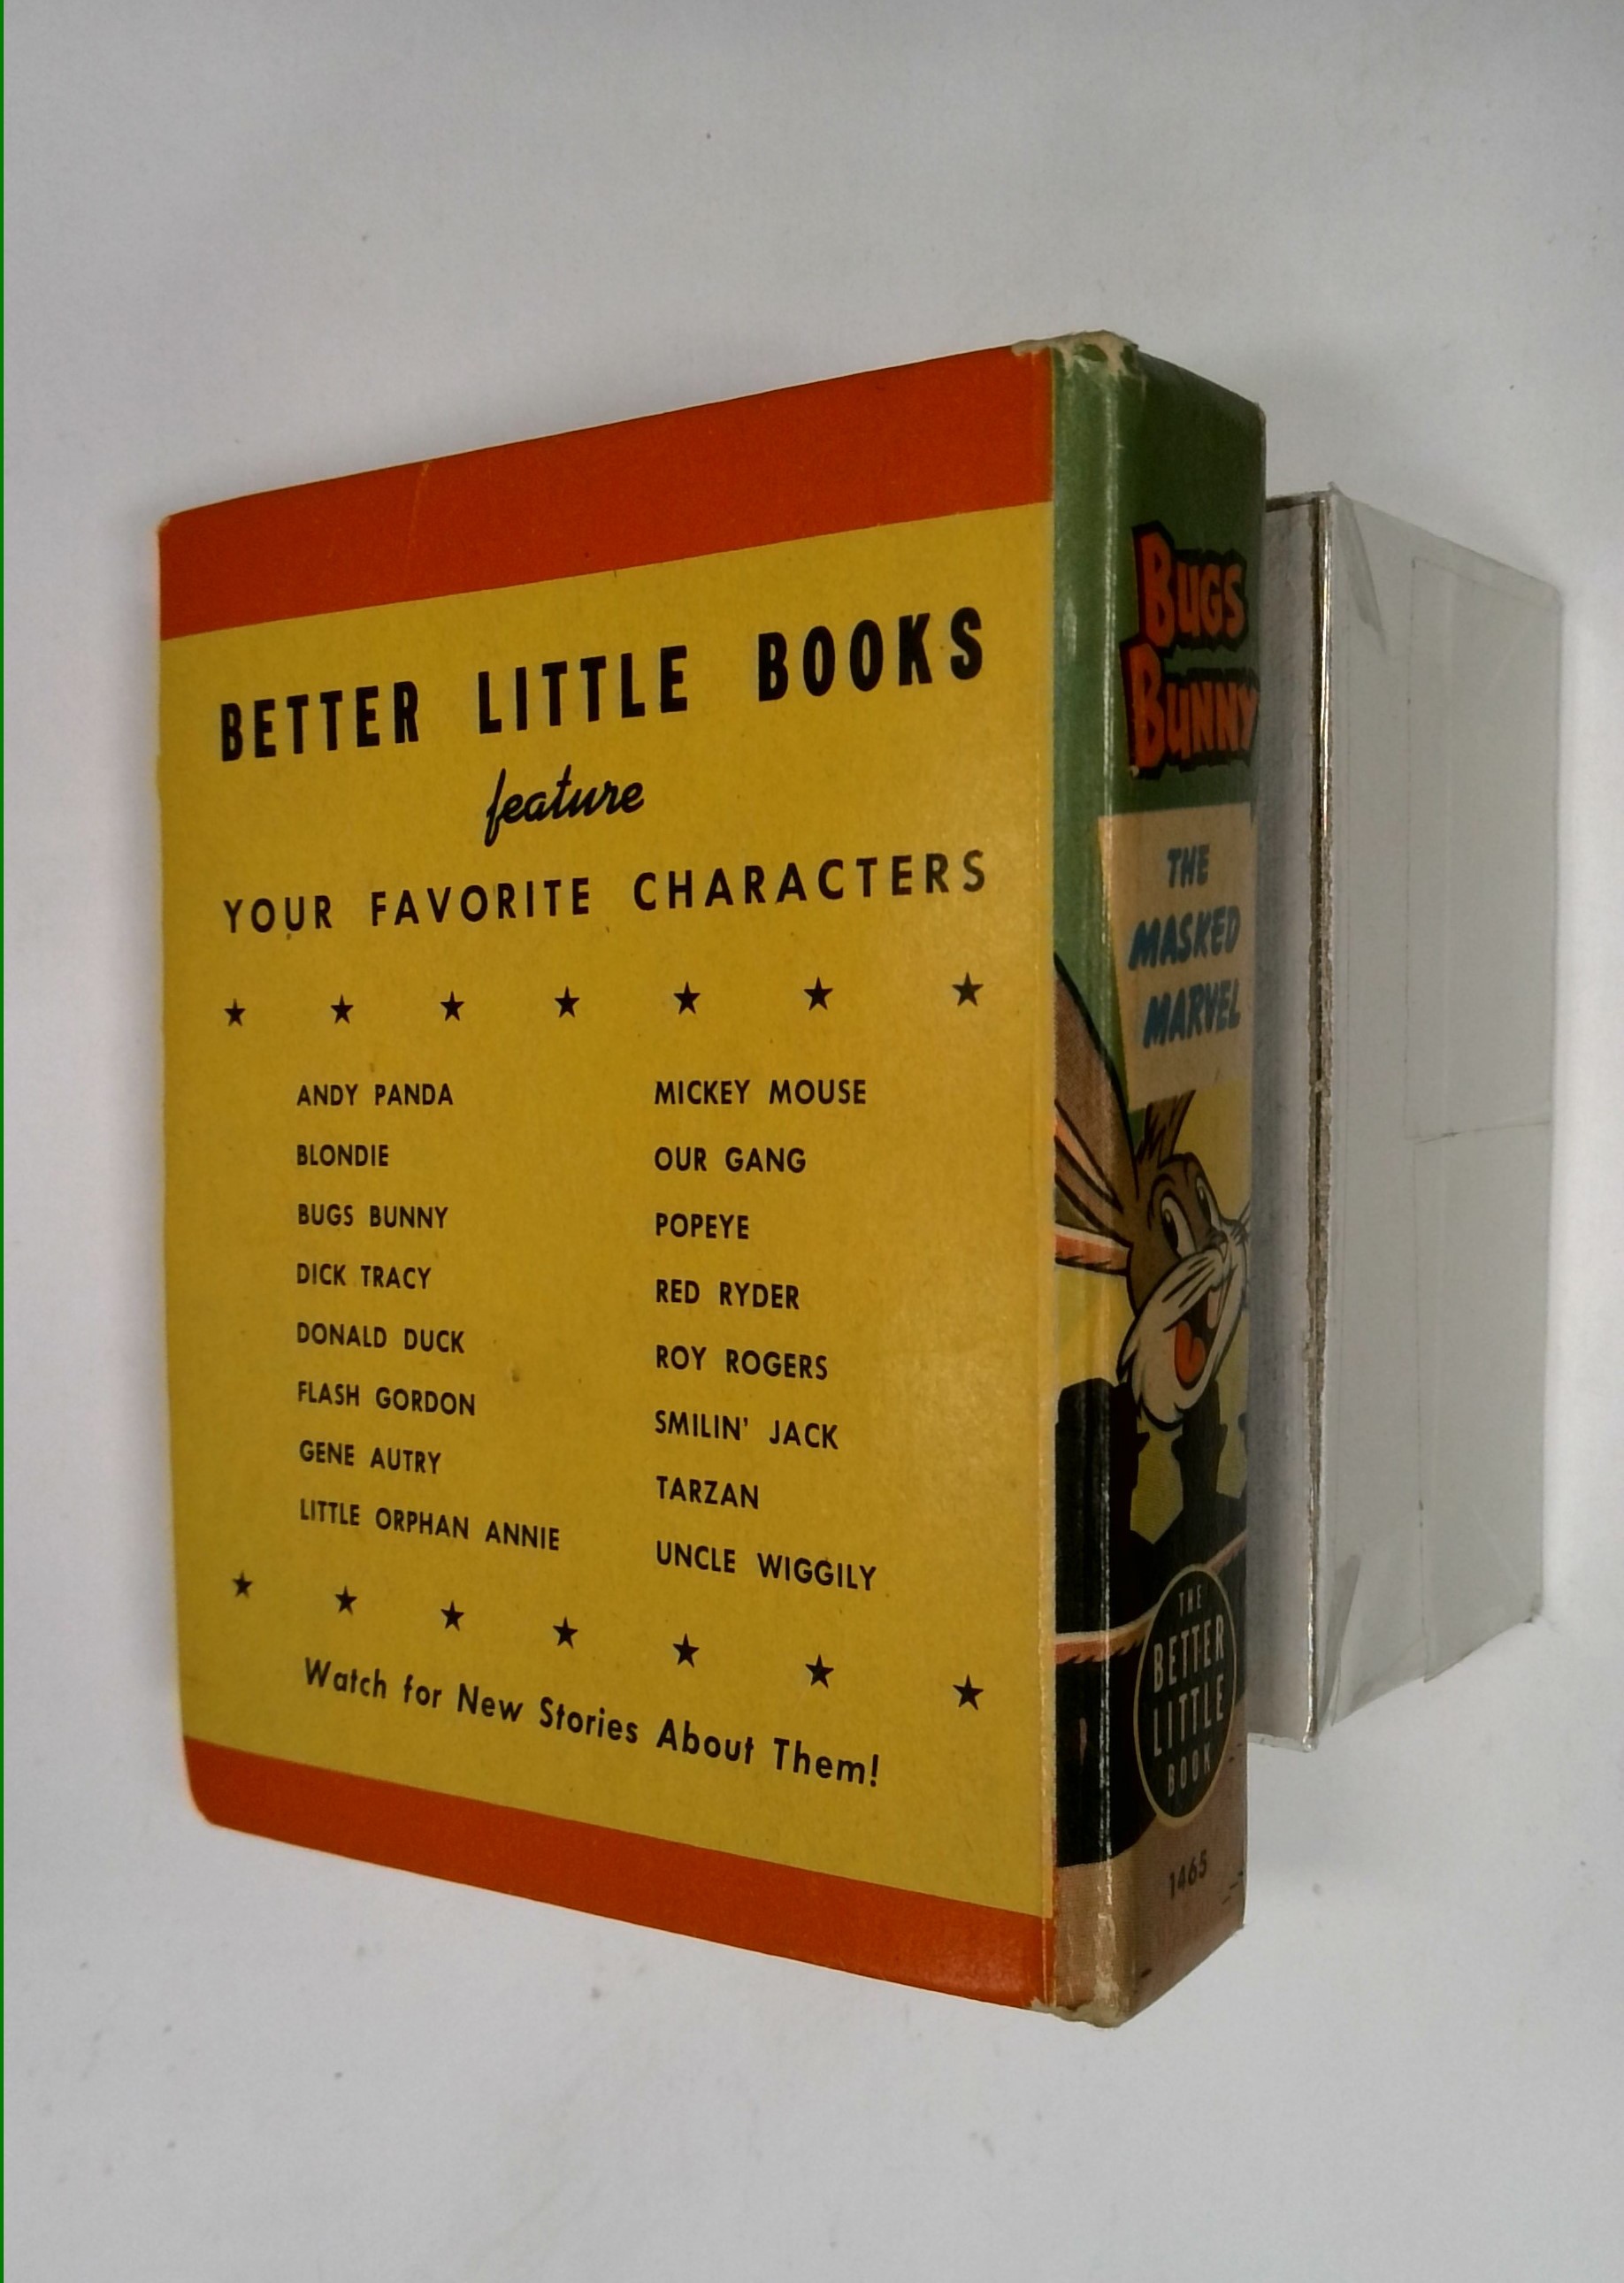 BETTER LITTLE BOOKS
feature
YOUR FAVORITE CHARACTERS
ANDY PANDA
BLONDIE
BUGS BUNNY
DICK TRACY
DONALD DUCK
FLASH GORDON
GENE AUTRY
LITTLE ORPHAN ANNIE
MICKEY MOUSE
OUR GANG
POPEYE
RED RYDER
ROY ROGERS
SMILIN' JACK
TARZAN
UNCLE WIGGILY
Watch for New Stories About Them!
BUGS
BUNNY
THE
MASKED
MARVEL
THE
BETTER
LITTLE
BOOK
1465